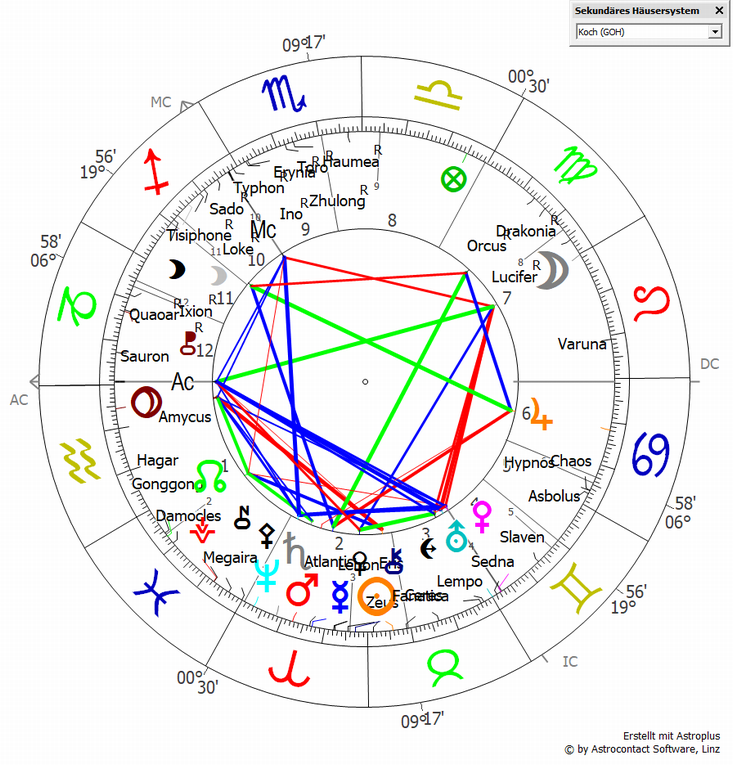 Sekundäres Häusersystem
Koch (GOH)
09° 17'
00° 30'
MC
56'
19°
58'
06°
AC
DC
58'
06°
56'
19°
IC
00°
30'
09° 17'
R
Haumea
Toro
Erynia
Typhon
Zhulong
Ino
Sado
Mc
Tisiphone
Loke
Quaoar
Ixion
Sauron
Ac
Amycus
Hagar
Gonggong
Damocles
Megaira
Atlantis
Zeus
Ceres
Lempo
Sedna
Slaven
Asbolus
Hypnos
Chaos
Varuna
Lucifer
Orcus
Drakonia
1
2
3
4
5
6
7
8
9
10
11
12
Erstellt mit Astroplus
© by Astrocontact Software, Linz